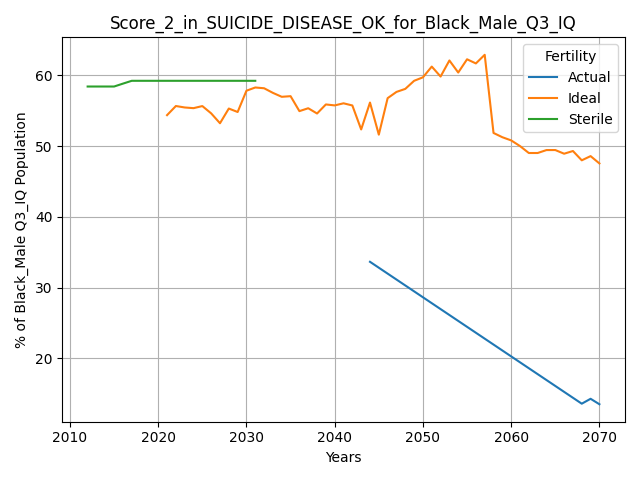 Score_2_in_SUICIDE_DISEASE_OK_for_Black_Male_Q3_IQ
Fertility
Actual
Ideal
Sterile
% of Black_Male Q3_IQ Population
60
50
40
30
20
2010 2020 2030 2040 2050 2060 2070
Years